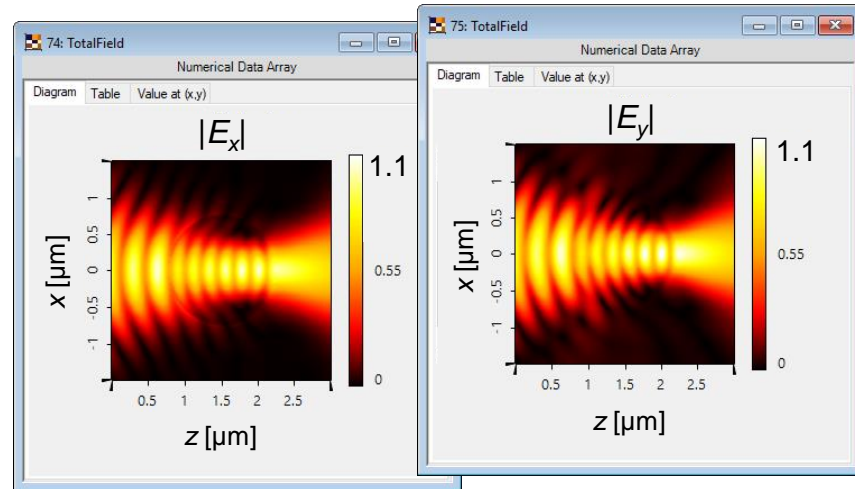 74: TotalField
Numerical Data Array
Diagram Table Value at (x,y)
|Ex|
1.1
0.55
0
x [µm]
1
0.5
0
-0.5
-1
0.5 1 1.5 2 2.5
z [µm]
75: TotalField
Numerical Data Array
Diagram Table Value at (x,y)
|Ey|
1.1
0.55
0
x [µm]
1
0.5
0
-0.5
-1
0.5 1 1.5 2 2.5
z [µm]